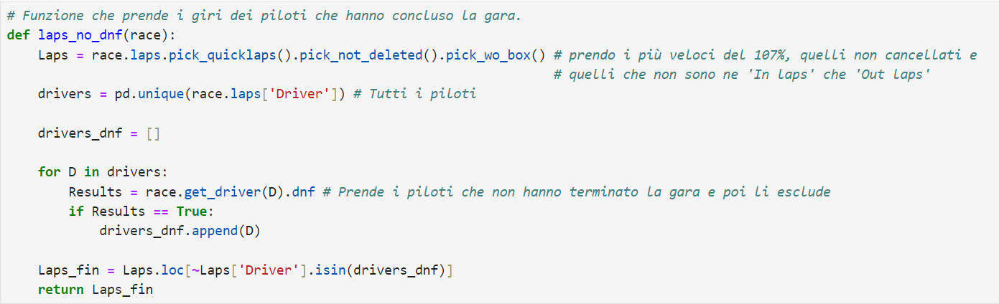 # Funzione che prende i giri dei piloti che hanno concluso la gara.
def laps_no_dnf(race):
    Laps = race.laps.pick_quicklaps().pick_not_deleted().pick_wo_box() # prendo i più veloci del 107%, quelli non cancellati e
                                                                       # quelli che non sono ne 'In laps' che 'Out laps'
    drivers = pd.unique(race.laps['Driver']) # Tutti i piloti
    drivers_dnf = []
    for D in drivers:
        Results = race.get_driver(D).dnf # Prende i piloti che non hanno terminato la gara e poi li esclude
        if Results == True:
            drivers_dnf.append(D)
    Laps_fin = Laps.loc[~Laps['Driver'].isin(drivers_dnf)]
    return Laps_fin